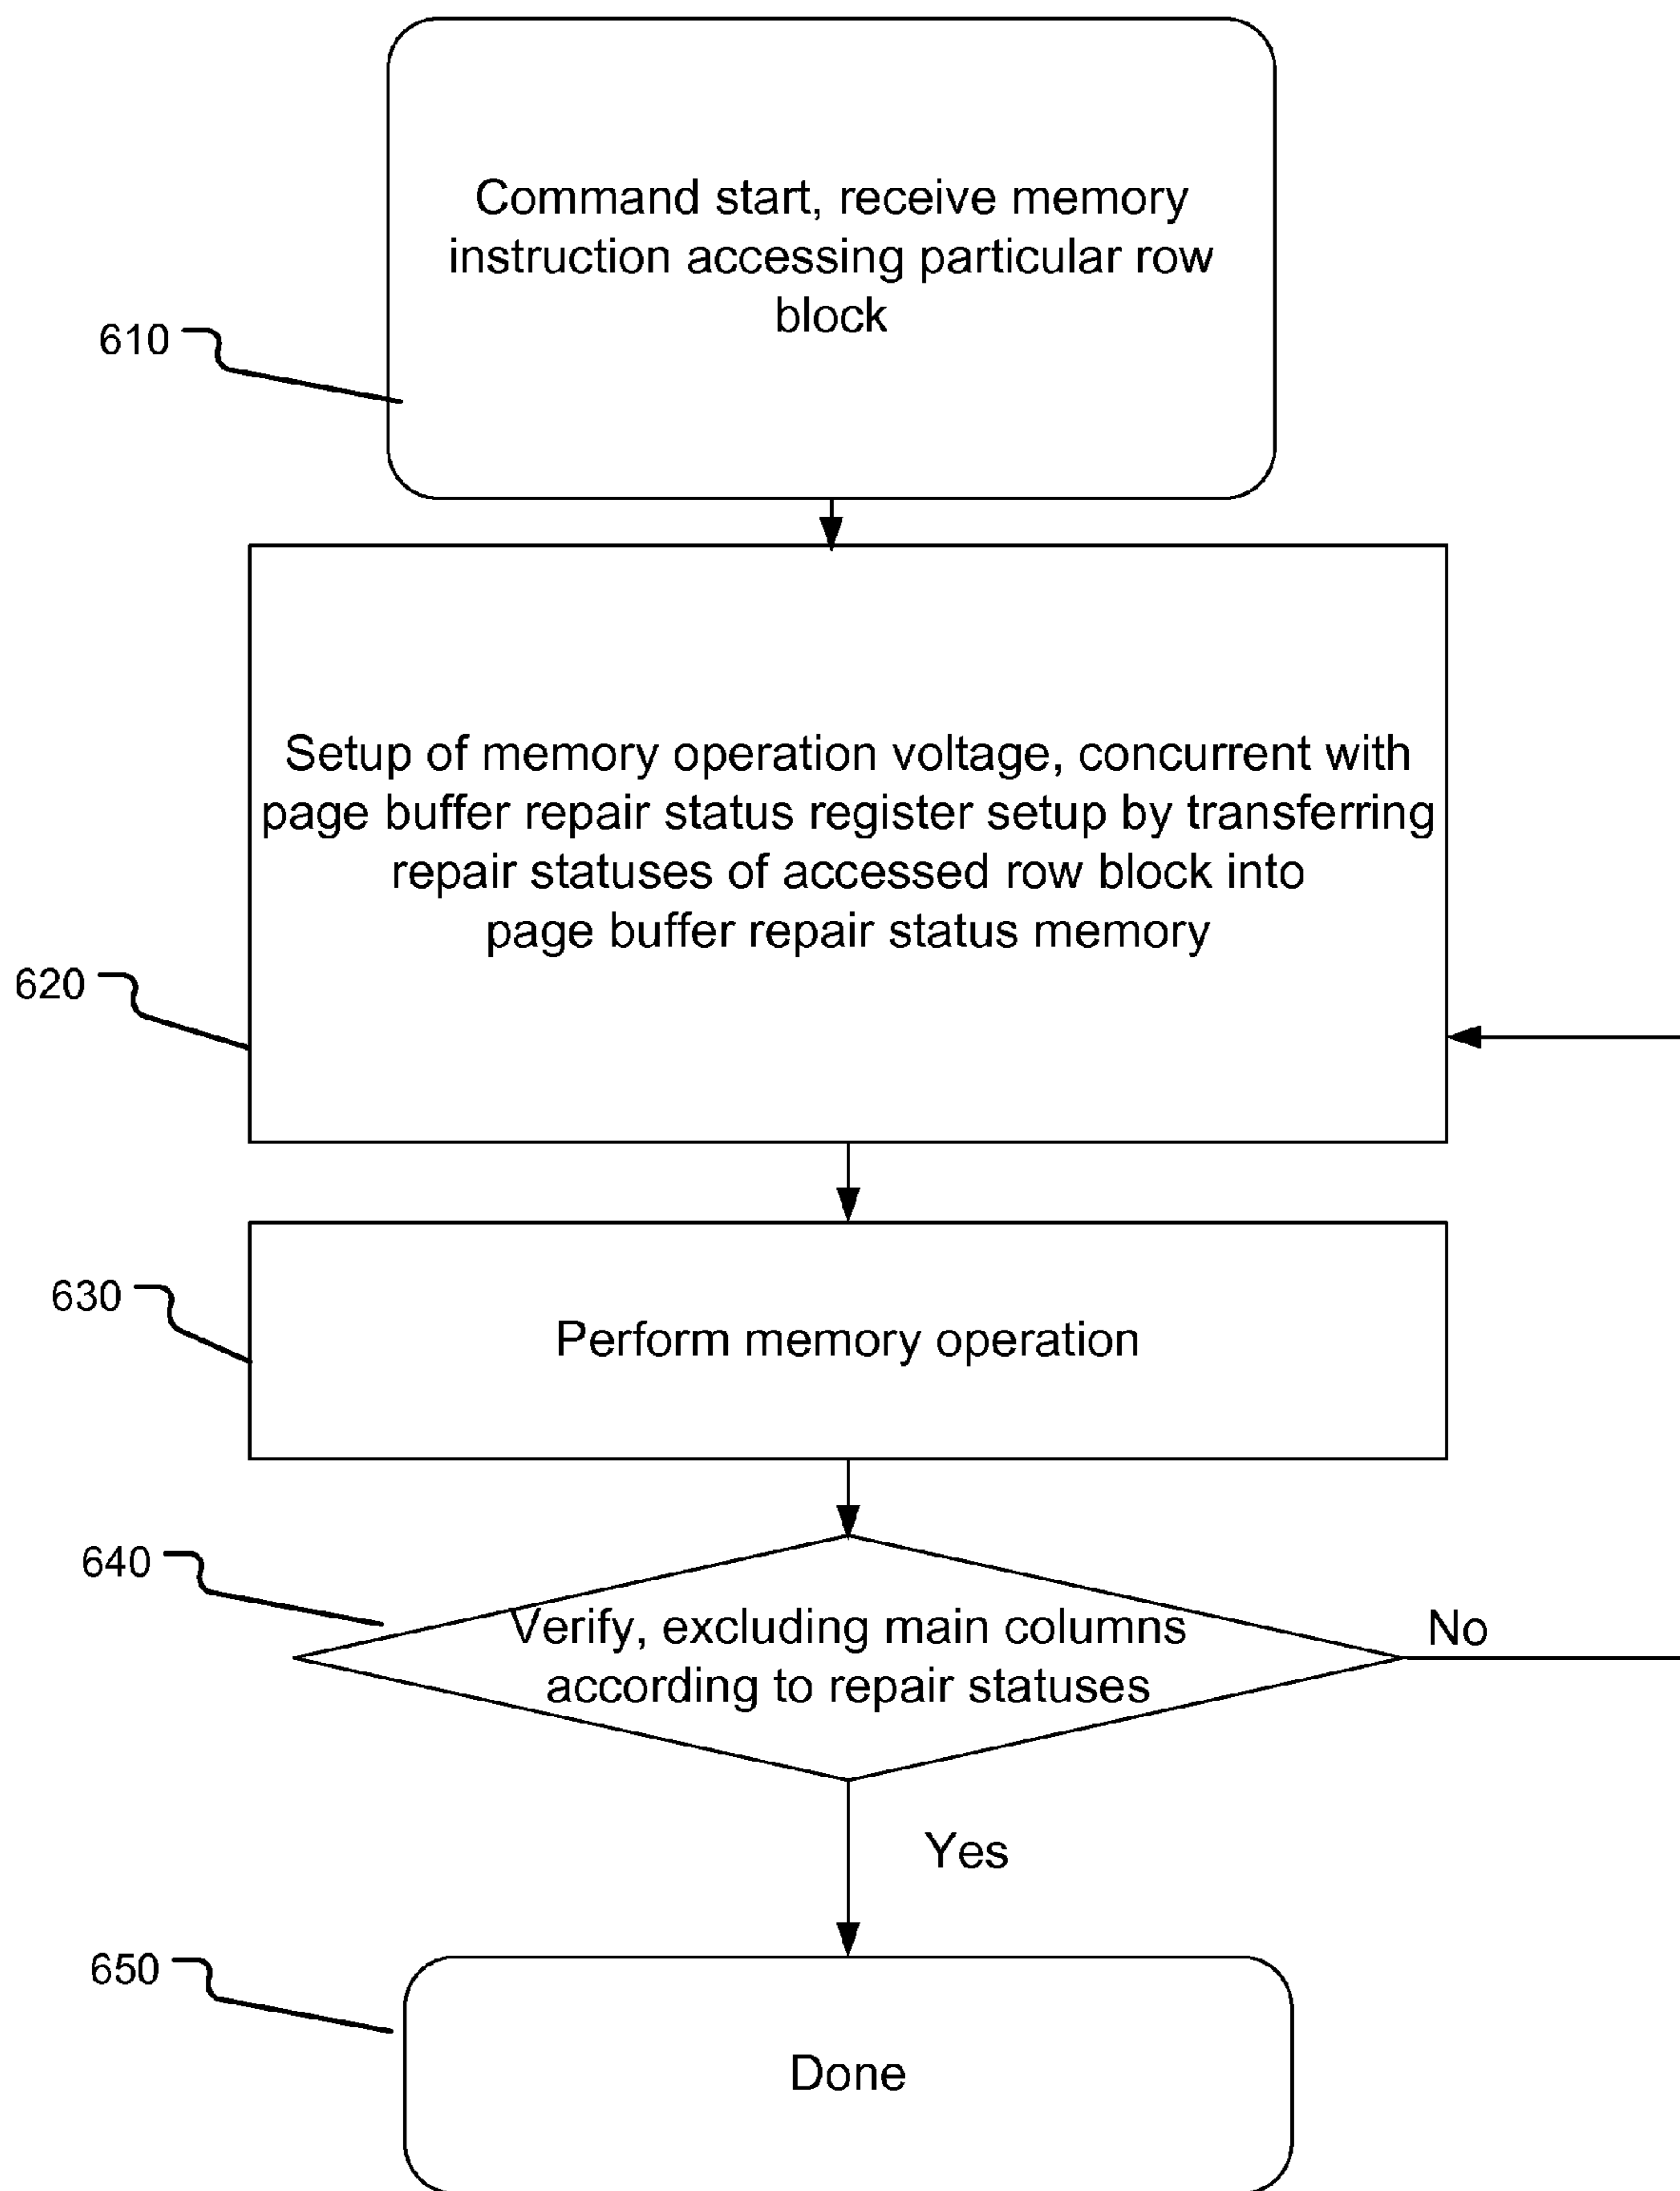 Command start, receive memory
instruction accessing particular row
block
610
Setup of memory operation voltage, concurrent with
page buffer repair status register setup by transferring
repair statuses of accessed row block into
page buffer repair status memory
620
630
Perform memory operation
640
Verify, excluding main columns
according to repair statuses
No
Yes
650
Done